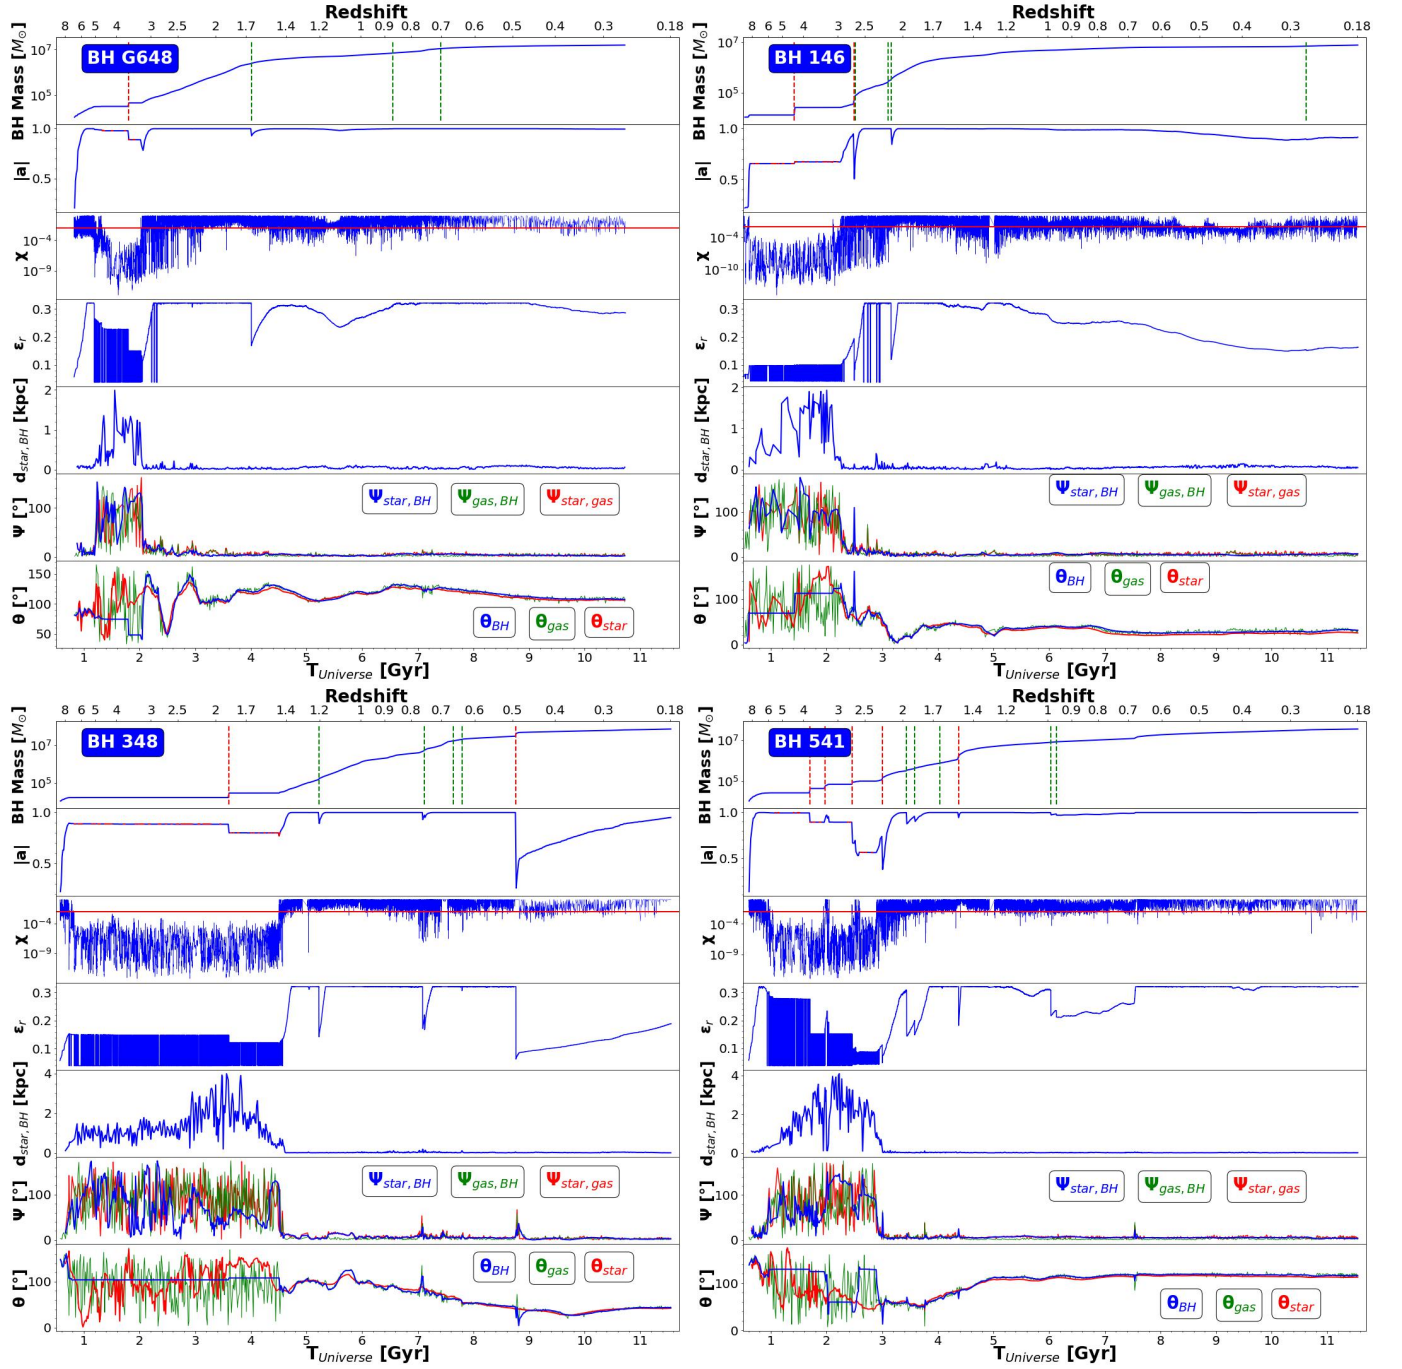 Redshift
8 6 5 4 3 2.5 2 1.7 1.4 1.2 1 0.9 0.8 0.7 0.6 0.5 0.4 0.3 0.18
BH Mass [M⊙]
10⁷
10⁵
BH G648
|a|
1.0
0.5
χ
10⁻⁴
10⁻⁹
εr
0.3
0.2
0.1
d star, BH [kpc]
2
1
0
Ψ [°]
100
0
Ψstar, BH Ψgas, BH Ψstar, gas
θ [°]
150
100
50
θBH θgas θstar
1 2 3 4 5 6 7 8 9 10 11
TUniverse [Gyr]
Redshift
8 6 5 4 3 2.5 2 1.7 1.4 1.2 1 0.9 0.8 0.7 0.6 0.5 0.4 0.3 0.18
BH Mass [M⊙]
10⁷
10⁵
BH 146
|a|
1.0
0.5
χ
10⁻⁴
10⁻¹⁰
εr
0.3
0.2
0.1
d star, BH [kpc]
2
1
0
Ψ [°]
100
0
Ψstar, BH Ψgas, BH Ψstar, gas
θ [°]
100
0
θBH θgas θstar
1 2 3 4 5 6 7 8 9 10 11
TUniverse [Gyr]
Redshift
8 6 5 4 3 2.5 2 1.7 1.4 1.2 1 0.9 0.8 0.7 0.6 0.5 0.4 0.3 0.18
BH Mass [M⊙]
10⁷
10⁵
BH 348
|a|
1.0
0.5
χ
10⁻⁴
10⁻⁹
εr
0.3
0.2
0.1
d star, BH [kpc]
4
2
0
Ψ [°]
100
0
Ψstar, BH Ψgas, BH Ψstar, gas
θ [°]
100
0
θBH θgas θstar
1 2 3 4 5 6 7 8 9 10 11
TUniverse [Gyr]
Redshift
8 6 5 4 3 2.5 2 1.7 1.4 1.2 1 0.9 0.8 0.7 0.6 0.5 0.4 0.3 0.18
BH Mass [M⊙]
10⁷
10⁵
BH 541
|a|
1.0
0.5
χ
10⁻⁴
10⁻⁹
εr
0.3
0.2
0.1
d star, BH [kpc]
4
2
0
Ψ [°]
100
0
Ψstar, BH Ψgas, BH Ψstar, gas
θ [°]
100
0
θBH θgas θstar
1 2 3 4 5 6 7 8 9 10 11
TUniverse [Gyr]